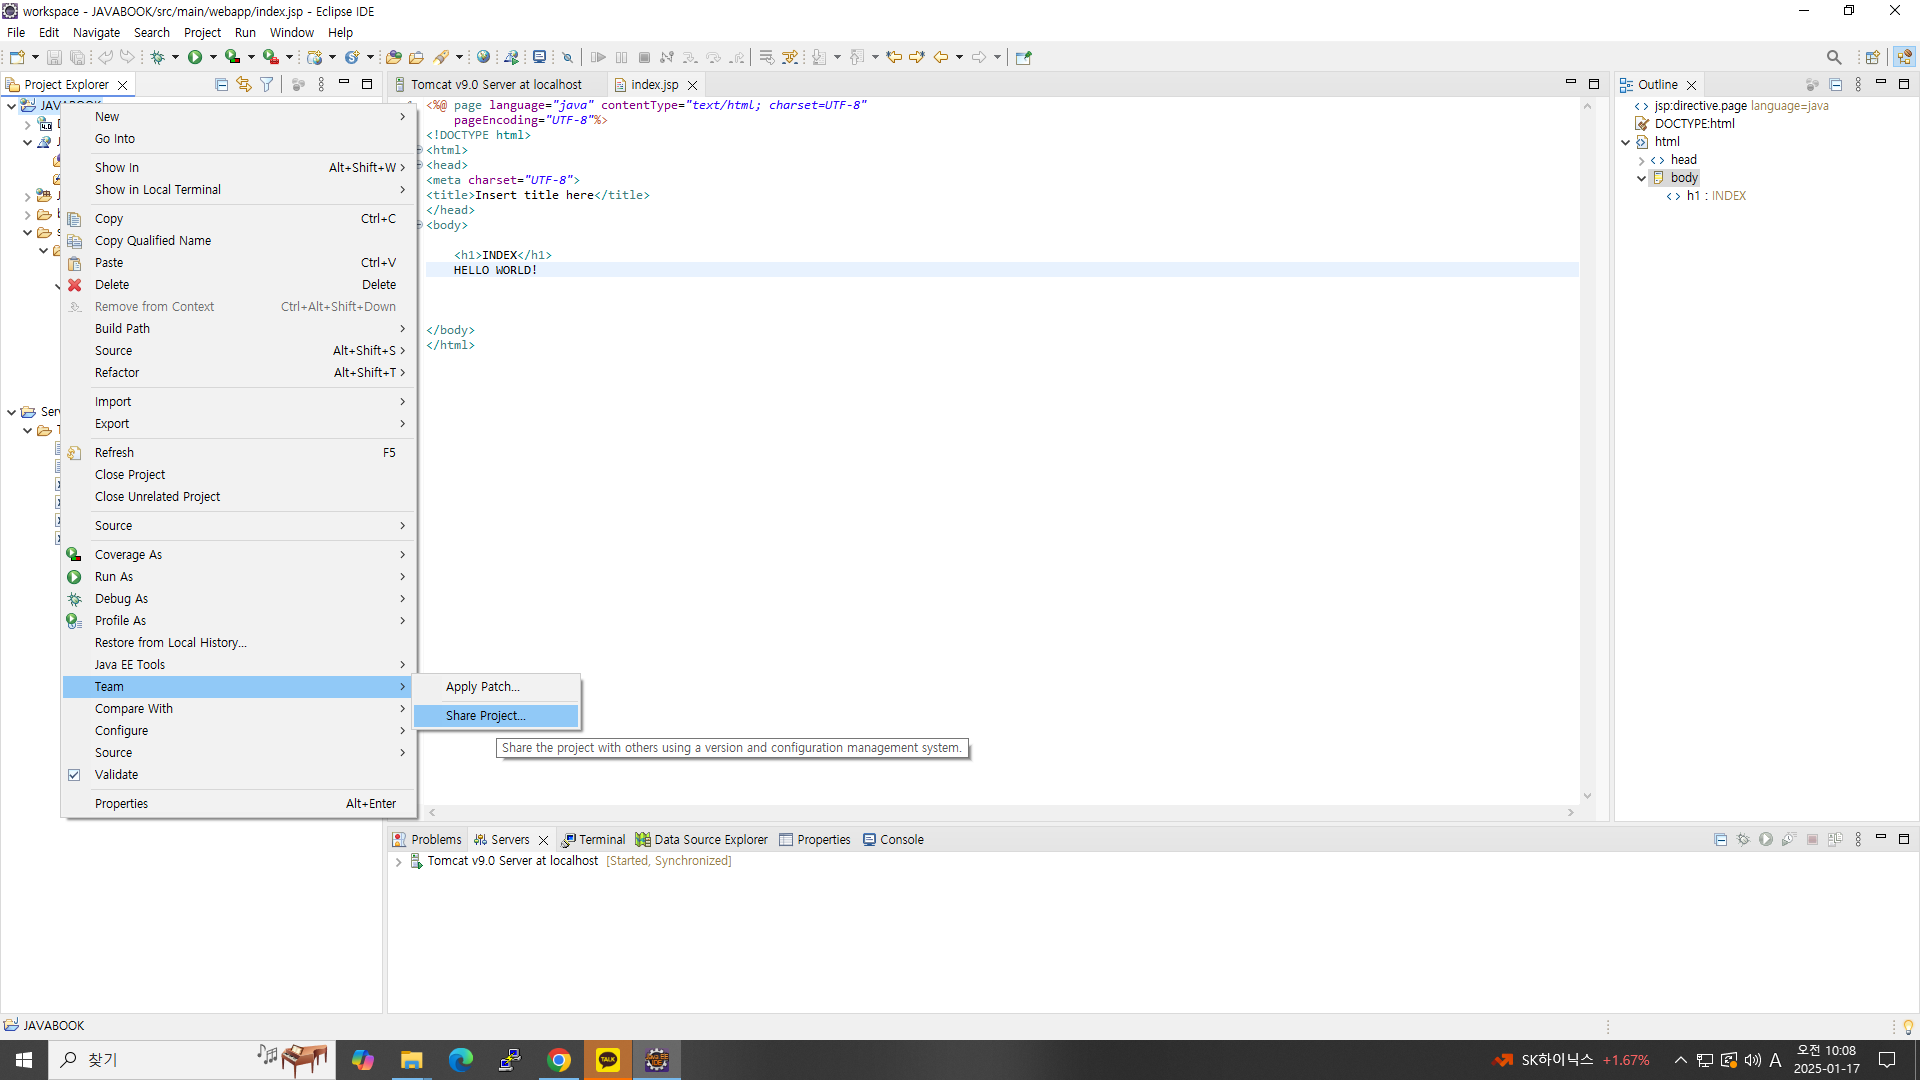 workspace - JAVABOOK/src/main/webapp/index.jsp - Eclipse IDE
File Edit Navigate Search Project Run Window Help
Project Explorer
Tomcat v9.0 Server at localhost
index.jsp
Outline
JAVABOOK
New
Go Into
Show In Alt+Shift+W
Show in Local Terminal
Copy Ctrl+C
Copy Qualified Name
Paste Ctrl+V
Delete Delete
Remove from Context Ctrl+Alt+Shift+Down
Build Path
Source Alt+Shift+S
Refactor Alt+Shift+T
Import
Export
Refresh F5
Close Project
Close Unrelated Project
Source
Coverage As
Run As
Debug As
Profile As
Restore from Local History...
Java EE Tools
Team
Compare With
Configure
Source
Validate
Properties Alt+Enter
Apply Patch...
Share Project...
Share the project with others using a version and configuration management system.
<%@ page language="java" contentType="text/html; charset=UTF-8"
pageEncoding="UTF-8"%>
<!DOCTYPE html>
<html>
<head>
<meta charset="UTF-8">
<title>Insert title here</title>
</head>
<body>
<h1>INDEX</h1>
HELLO WORLD!
</body>
</html>
jsp:directive.page language=java
DOCTYPE:html
html
head
body
h1 : INDEX
Problems Servers Terminal Data Source Explorer Properties Console
Tomcat v9.0 Server at localhost [Started, Synchronized]
JAVABOOK
찾기
TALK
SK하이닉스 +1.67%
A
오전 10:08
2025-01-17